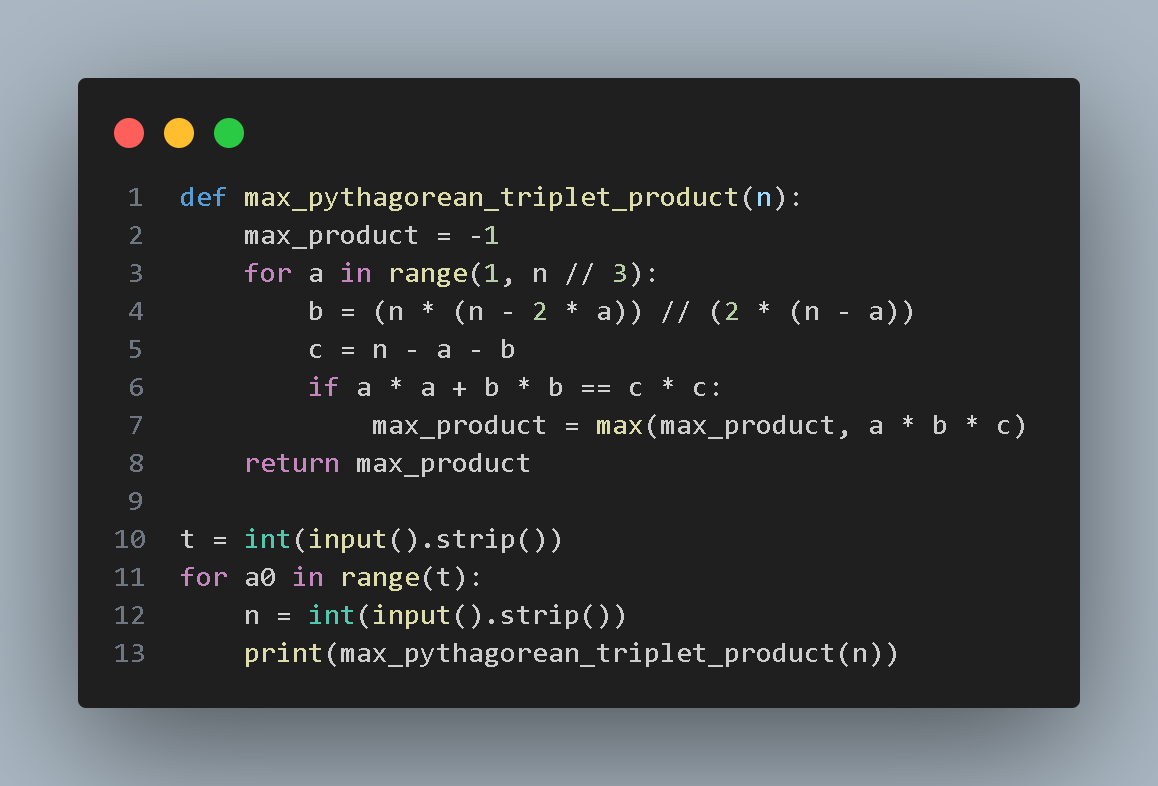 1 def max_pythagorean_triplet_product(n):
2     max_product = -1
3     for a in range(1, n // 3):
4         b = (n * (n - 2 * a)) // (2 * (n - a))
5         c = n - a - b
6         if a * a + b * b == c * c:
7             max_product = max(max_product, a * b * c)
8     return max_product
9
10 t = int(input().strip())
11 for a0 in range(t):
12     n = int(input().strip())
13     print(max_pythagorean_triplet_product(n))